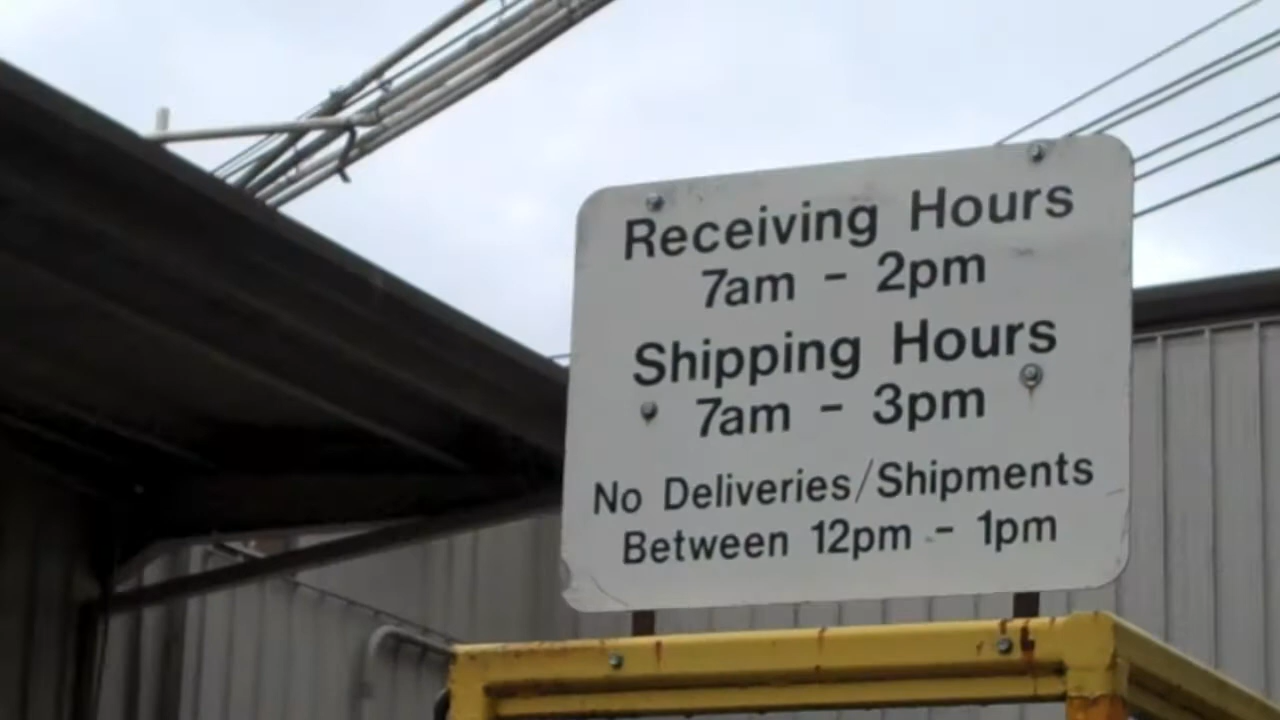 Receiving Hours
7am - 2pm
Shipping Hours
7am - 3pm
No Deliveries/Shipments
Between 12pm - 1pm